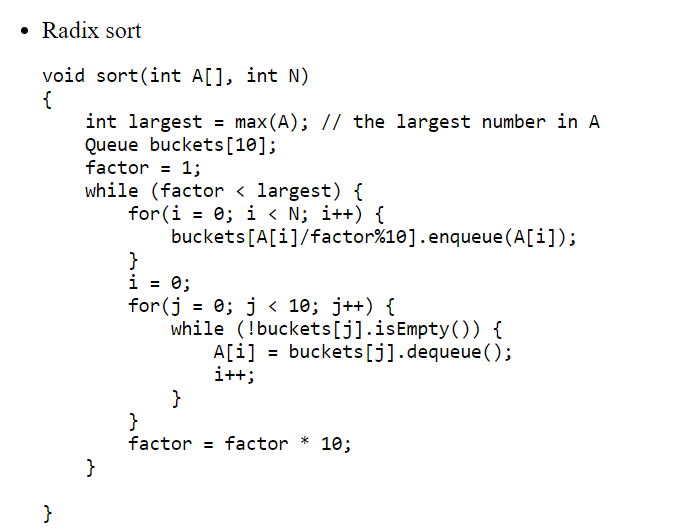 • Radix sort
void sort(int A[], int N)
{
    int largest = max(A); // the largest number in A
    Queue buckets[10];
    factor = 1;
    while (factor < largest) {
        for(i = 0; i < N; i++) {
            buckets[A[i]/factor%10].enqueue(A[i]);
        }
        i = 0;
        for(j = 0; j < 10; j++) {
            while (!buckets[j].isEmpty()) {
                A[i] = buckets[j].dequeue();
                i++;
            }
        }
        factor = factor * 10;
    }
}